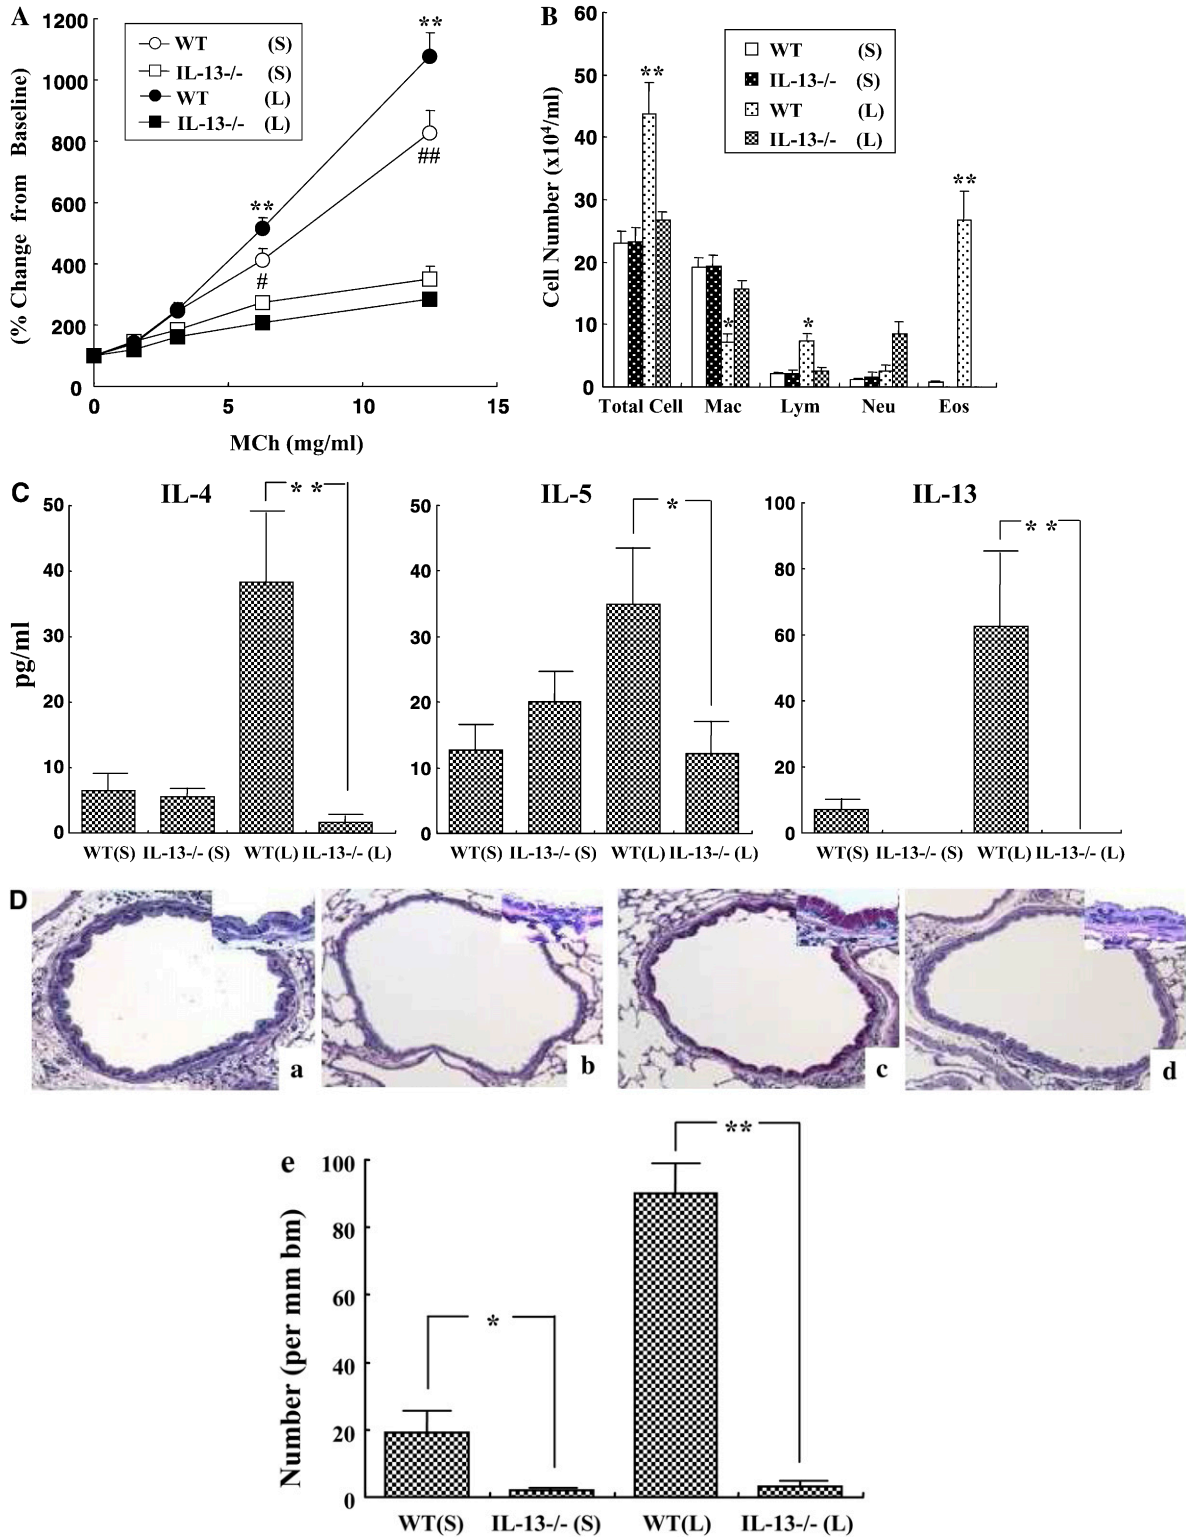 A
(% Change from Baseline)
1200
1000
800
600
400
200
0
WT (S)
IL-13-/- (S)
WT (L)
IL-13-/- (L)
**
**
##
#
0 5 10 15
MCh (mg/ml)
B
Cell Number (x10⁴/ml)
60
50
40
30
20
10
0
WT (S)
IL-13-/- (S)
WT (L)
IL-13-/- (L)
**
*
*
**
Total Cell Mac Lym Neu Eos
C
pg/ml
IL-4
50
40
30
20
10
0
* *
WT(S) IL-13-/- (S) WT(L) IL-13-/- (L)
IL-5
50
40
30
20
10
0
*
WT(S) IL-13-/- (S) WT(L) IL-13-/- (L)
IL-13
100
80
60
40
20
0
* *
WT(S) IL-13-/- (S) WT(L) IL-13-/- (L)
D
a
b
c
d
e
Number (per mm bm)
100
80
60
40
20
0
*
**
WT(S) IL-13-/- (S) WT(L) IL-13-/- (L)